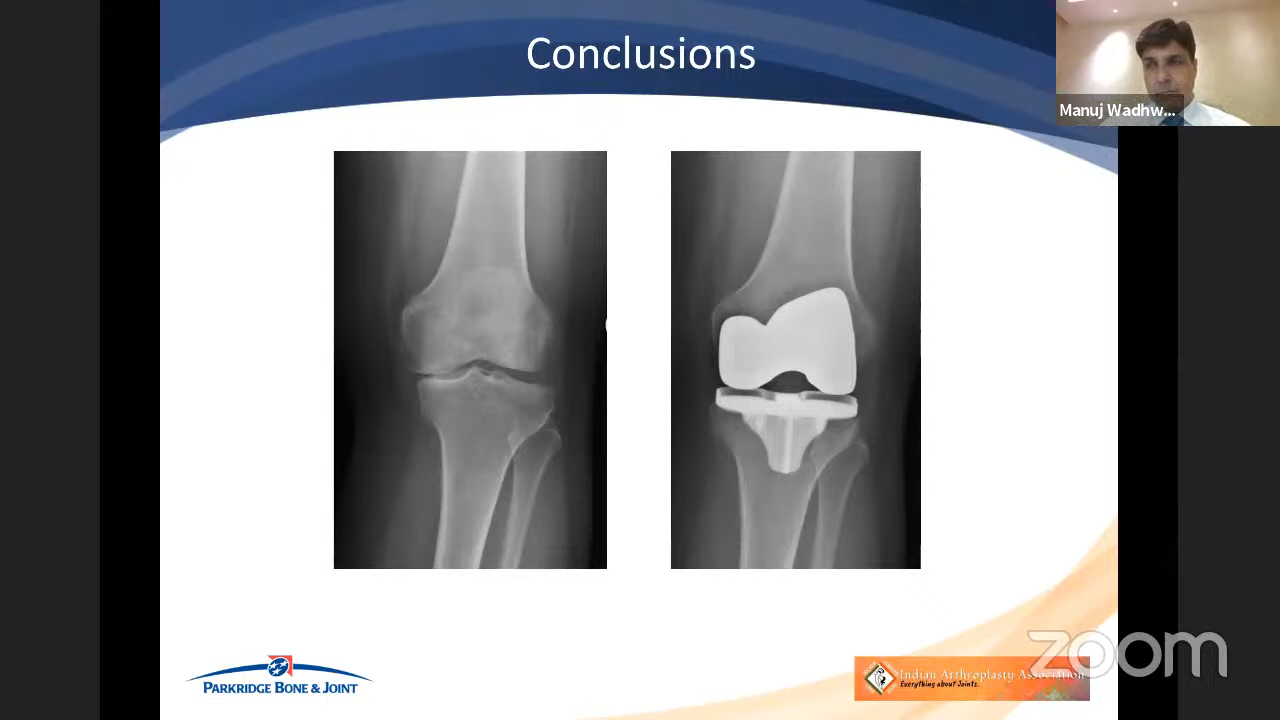 Conclusions
Manuj Wadhw...
PARKRIDGE BONE & JOINT
Indian Arthroplasty Association
Everything about Joints.
zoom